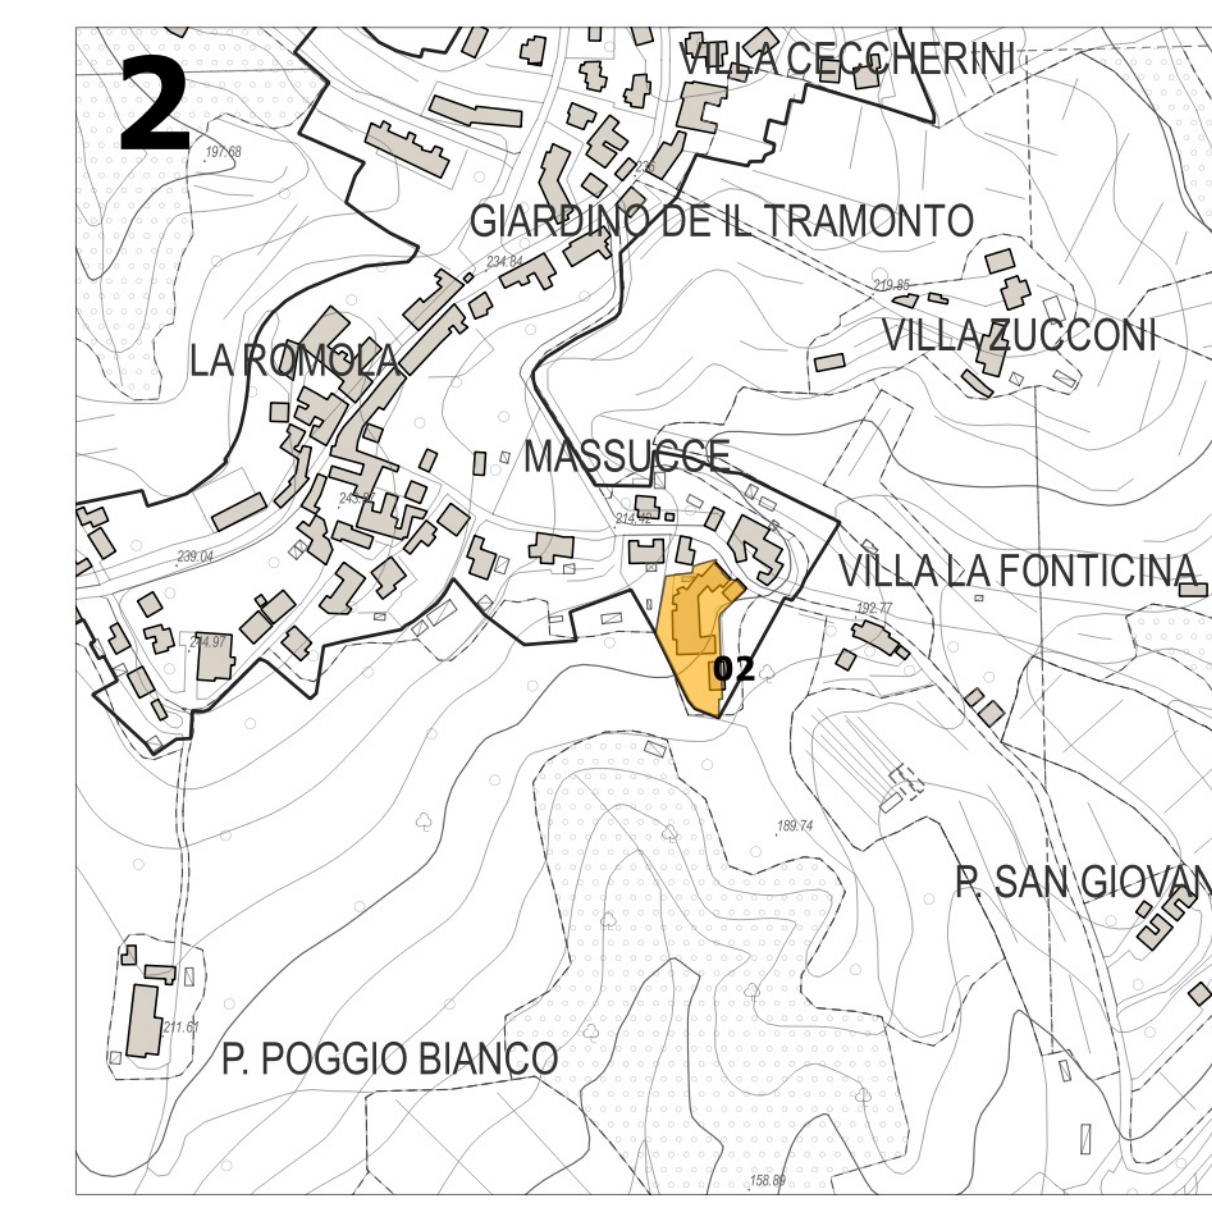 VILLA CECCHERINI
2
197.68
236
GIARDINO DE IL TRAMONTO
234.84
219.85
VILLA ZUCCONI
LA ROMOLA
MASSUCCE
214.42
239.04
VILLA LA FONTICINA
192.77
244.97
02
189.74
P. SAN GIOVAN
211.61
P. POGGIO BIANCO
158.89